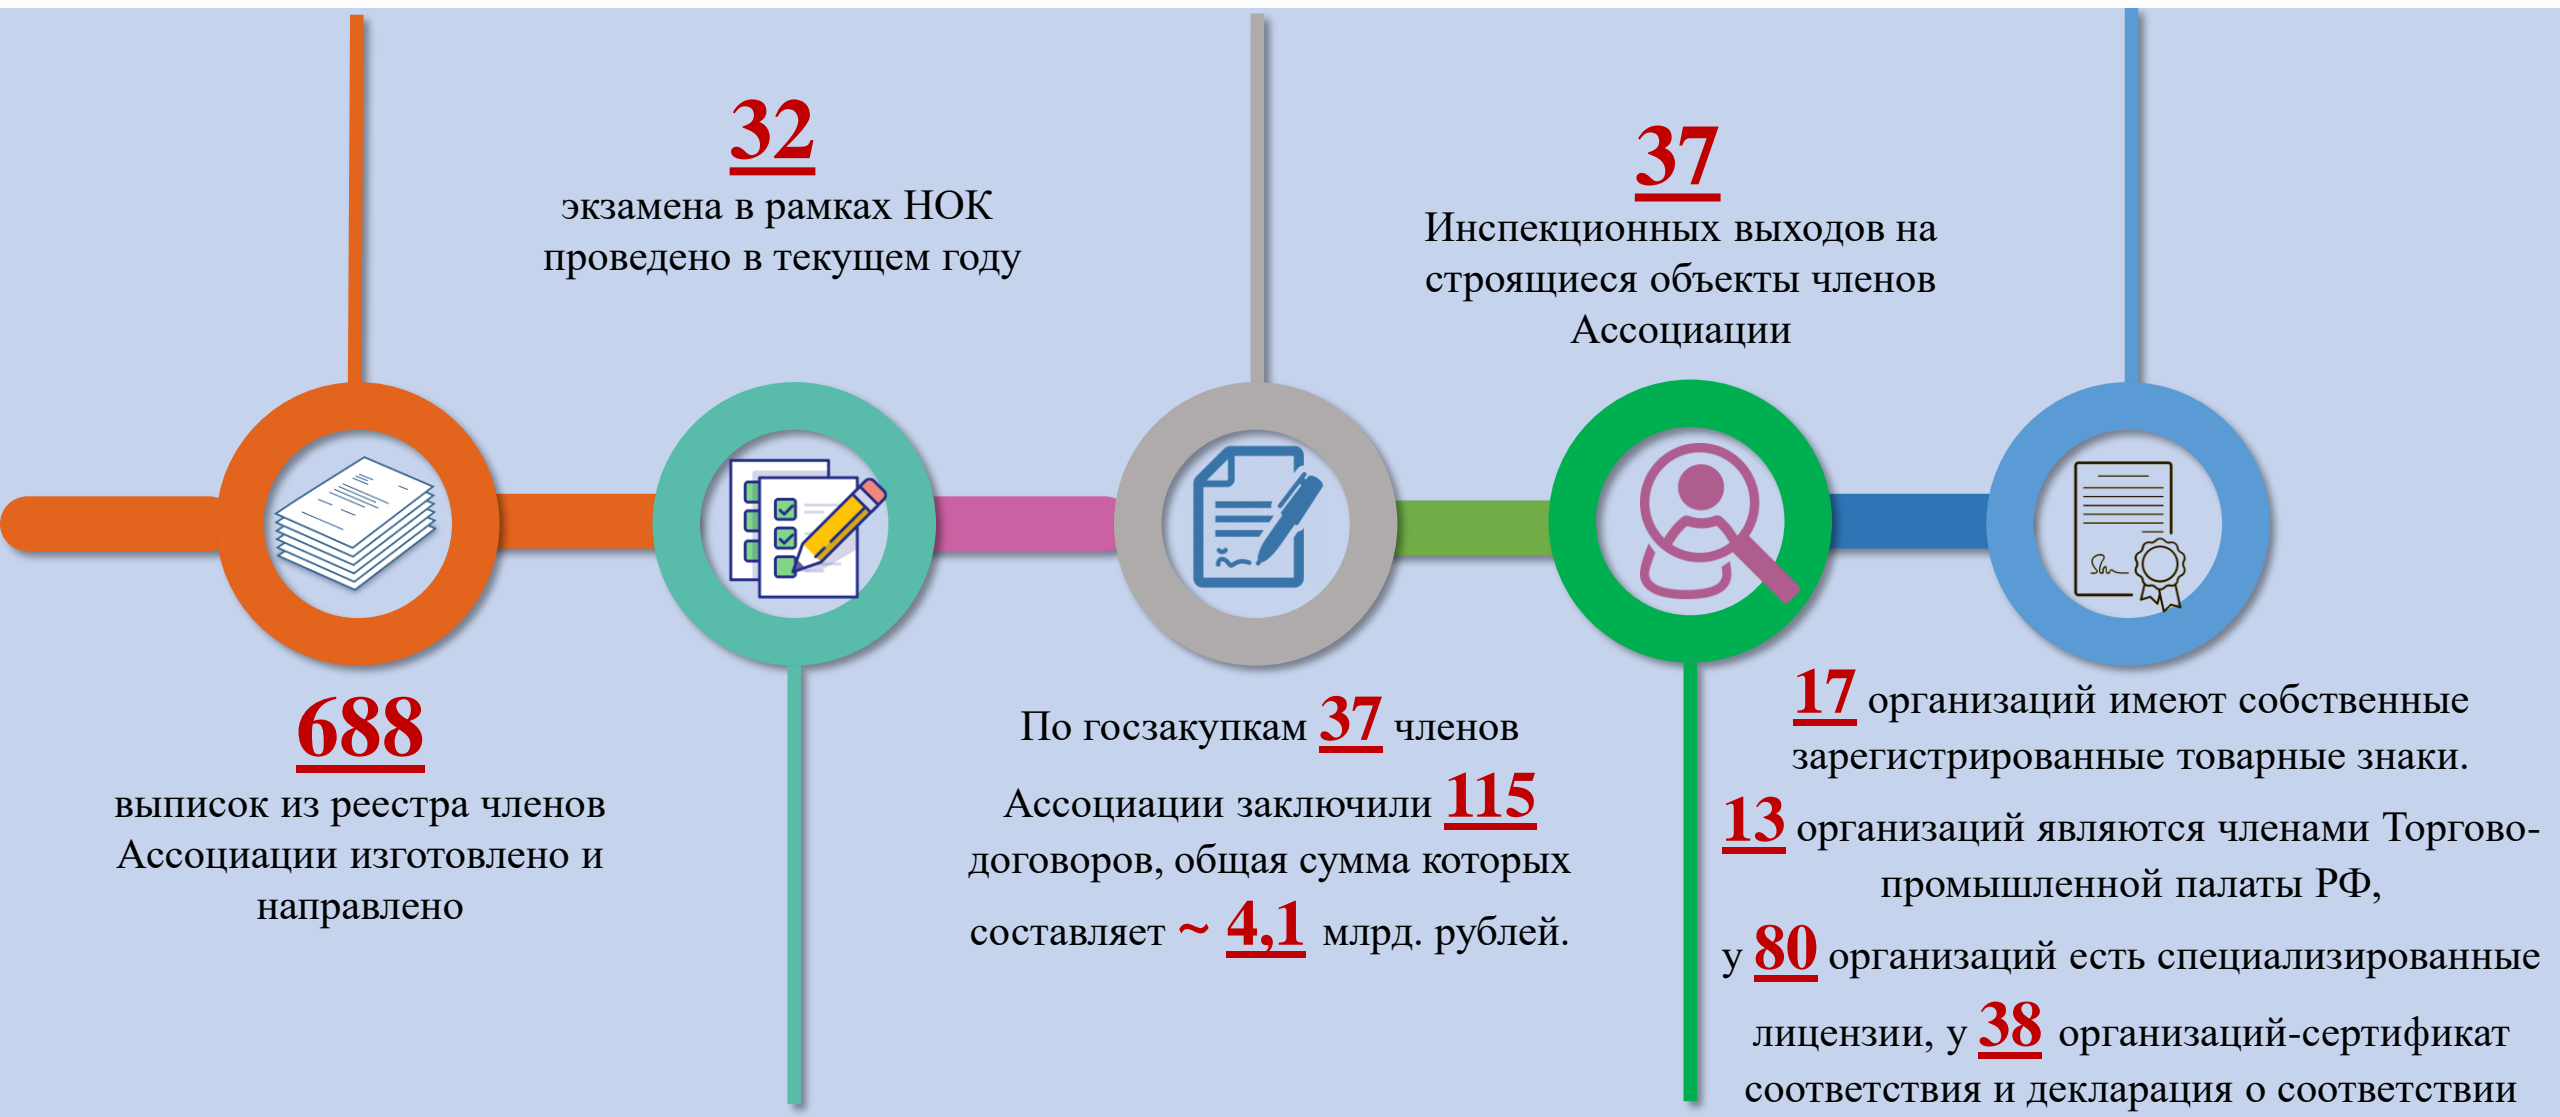 32
экзамена в рамках НОК
проведено в текущем году
37
Инспекционных выходов на
строящиеся объекты членов
Ассоциации
688
выписок из реестра членов
Ассоциации изготовлено и
направлено
По госзакупкам 37 членов
Ассоциации заключили 115
договоров, общая сумма которых
составляет ~ 4,1 млрд. рублей.
17 организаций имеют собственные
зарегистрированные товарные знаки.
13 организаций являются членами Торгово-
промышленной палаты РФ,
у 80 организаций есть специализированные
лицензии, у 38 организаций-сертификат
соответствия и декларация о соответствии